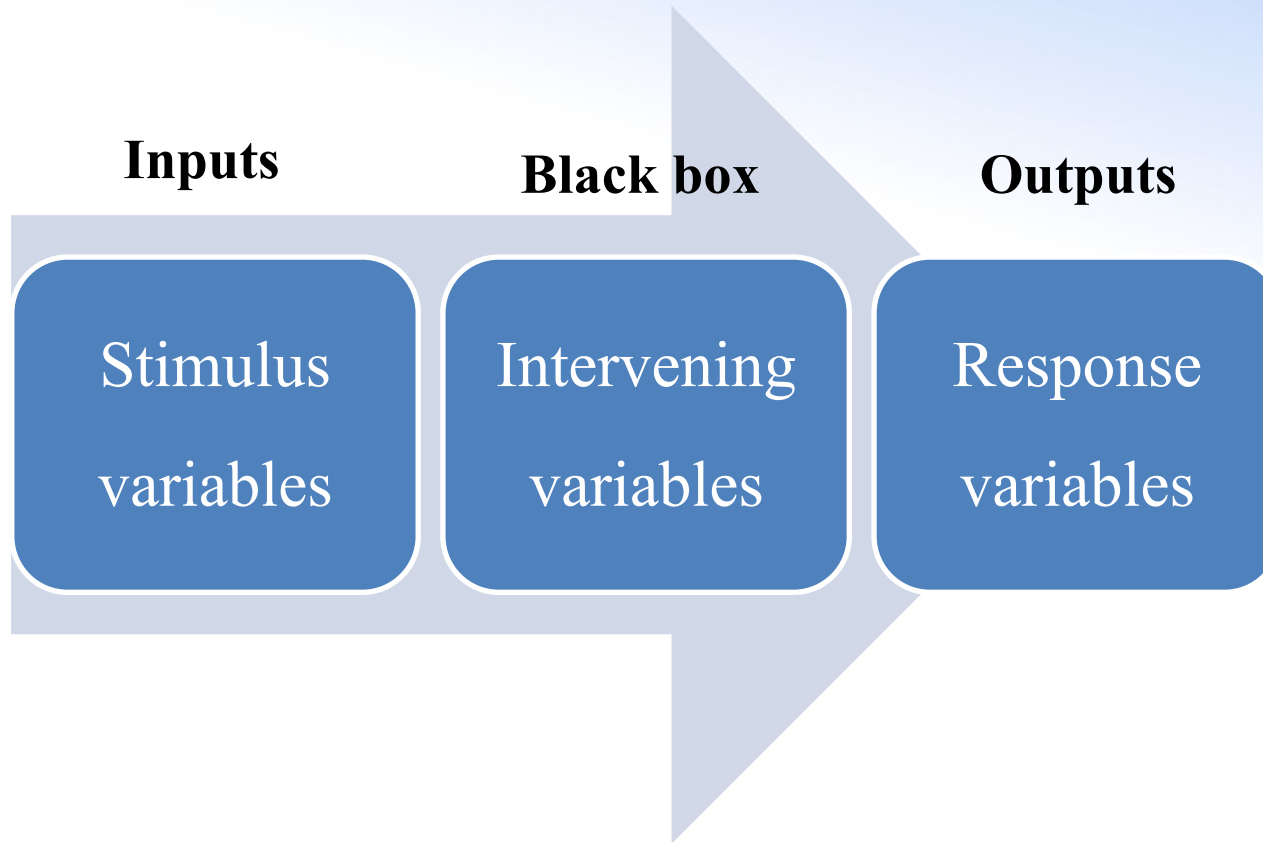 Inputs
Black box
Outputs
Stimulus
variables
Intervening
variables
Response
variables